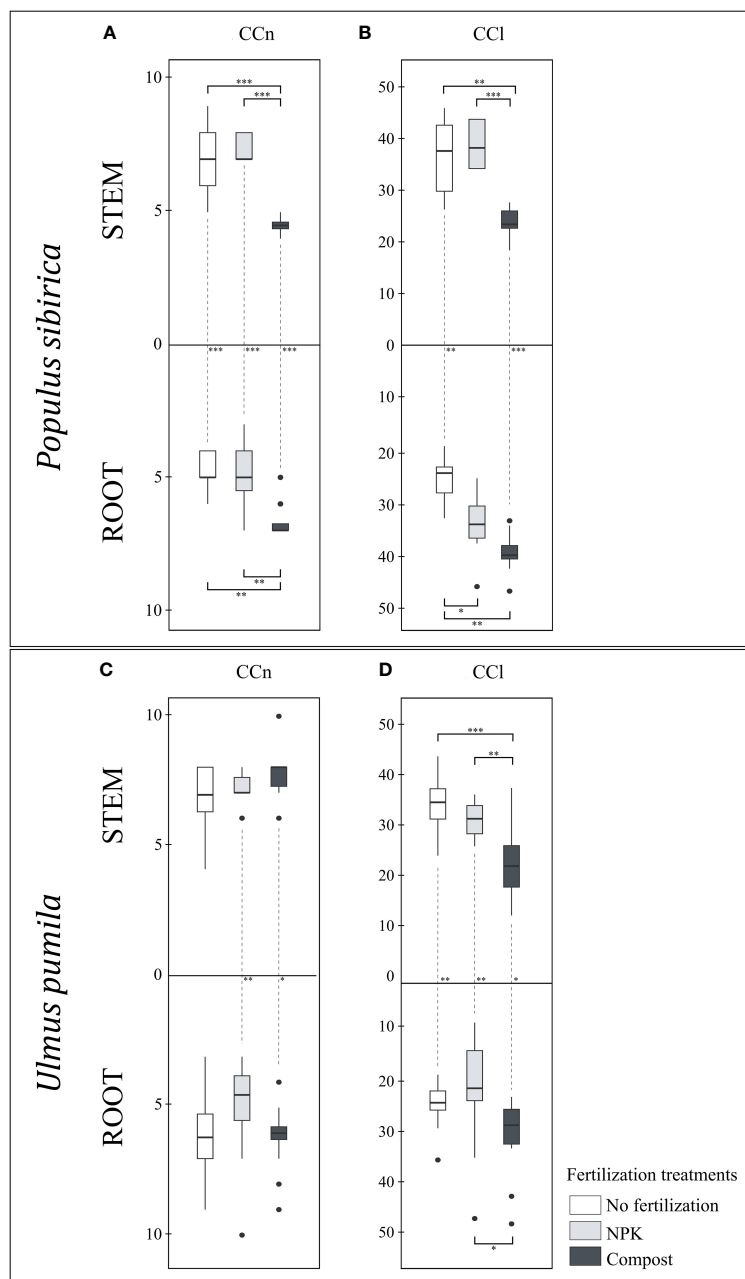 A CCn B CCl
Populus sibirica
STEM
ROOT
10
5
0
5
10
*** *** *** *** ***
** **
50
40
30
20
10
0
10
20
30
40
50
** *** ** ***
* **
C CCn D CCl
Ulmus pumila
STEM
ROOT
10
5
0
5
10
** *
50
40
30
20
10
0
10
20
30
40
50
*** ** ** ** *
*
Fertilization treatments
No fertilization
NPK
Compost